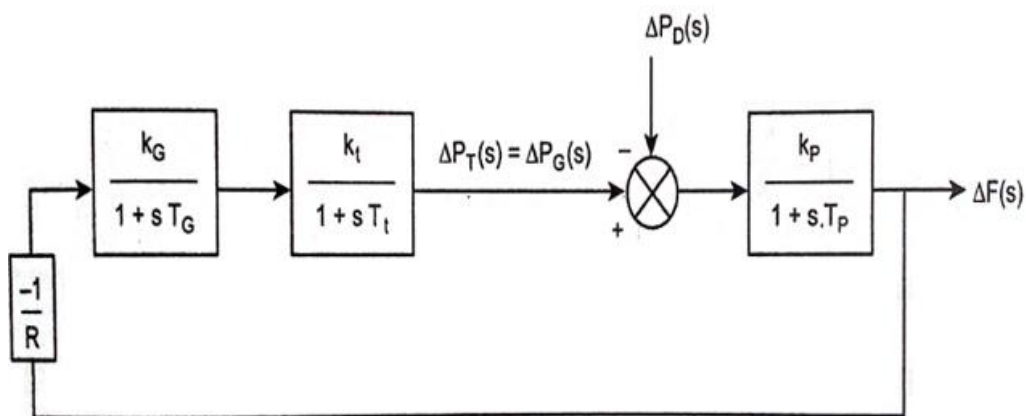 ΔP_D(s)
k_G
1 + s T_G
k_t
1 + s T_t
ΔP_T(s) = ΔP_G(s)
−
+
k_P
1 + s.T_P
ΔF(s)
−1
R